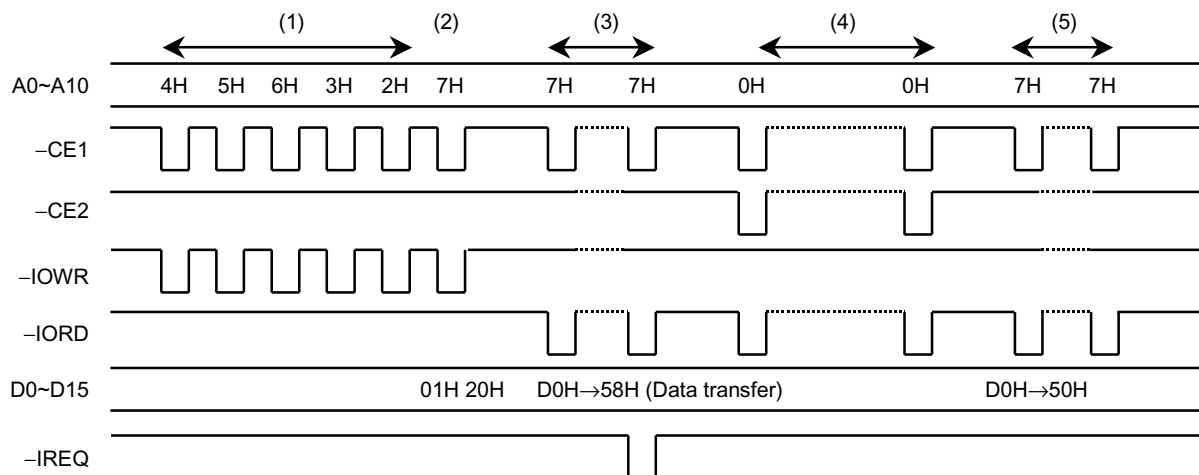 (1) (2) (3) (4) (5)
A0~A10 4H 5H 6H 3H 2H 7H 7H 7H 0H 0H 7H 7H
–CE1
–CE2
–IOWR
–IORD
D0~D15 01H 20H D0H→58H (Data transfer) D0H→50H
–IREQ